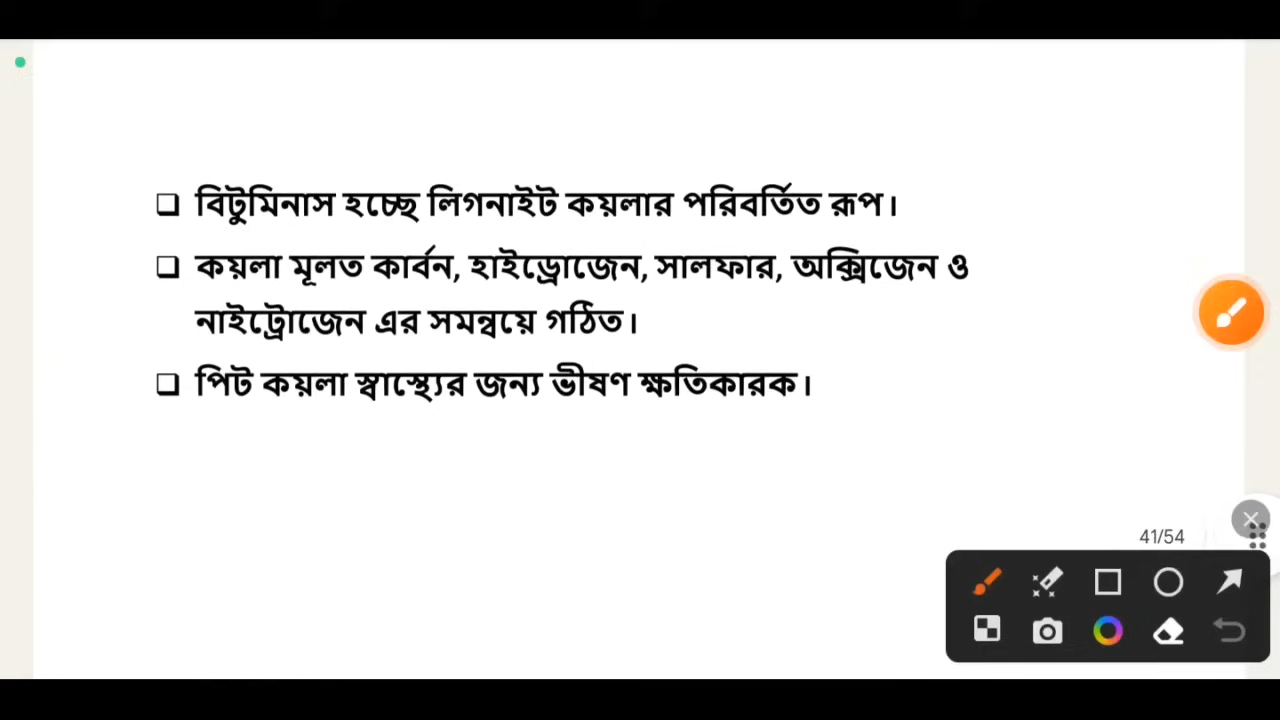 ❑ বিটুমিনাস হচ্ছে লিগনাইট কয়লার পরিবর্তিত রূপ।
❑ কয়লা মূলত কার্বন, হাইড্রোজেন, সালফার, অক্সিজেন ও
নাইট্রোজেন এর সমন্বয়ে গঠিত।
❑ পিট কয়লা স্বাস্থ্যের জন্য ভীষণ ক্ষতিকারক।
41/54